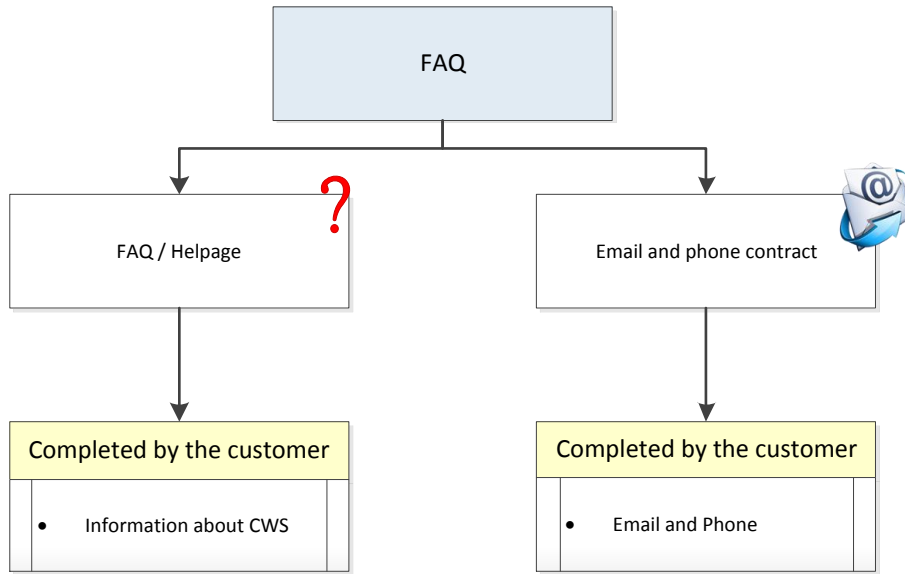 FAQ
FAQ / Helpage
?
Email and phone contract
@
Completed by the customer
• Information about CWS
Completed by the customer
• Email and Phone